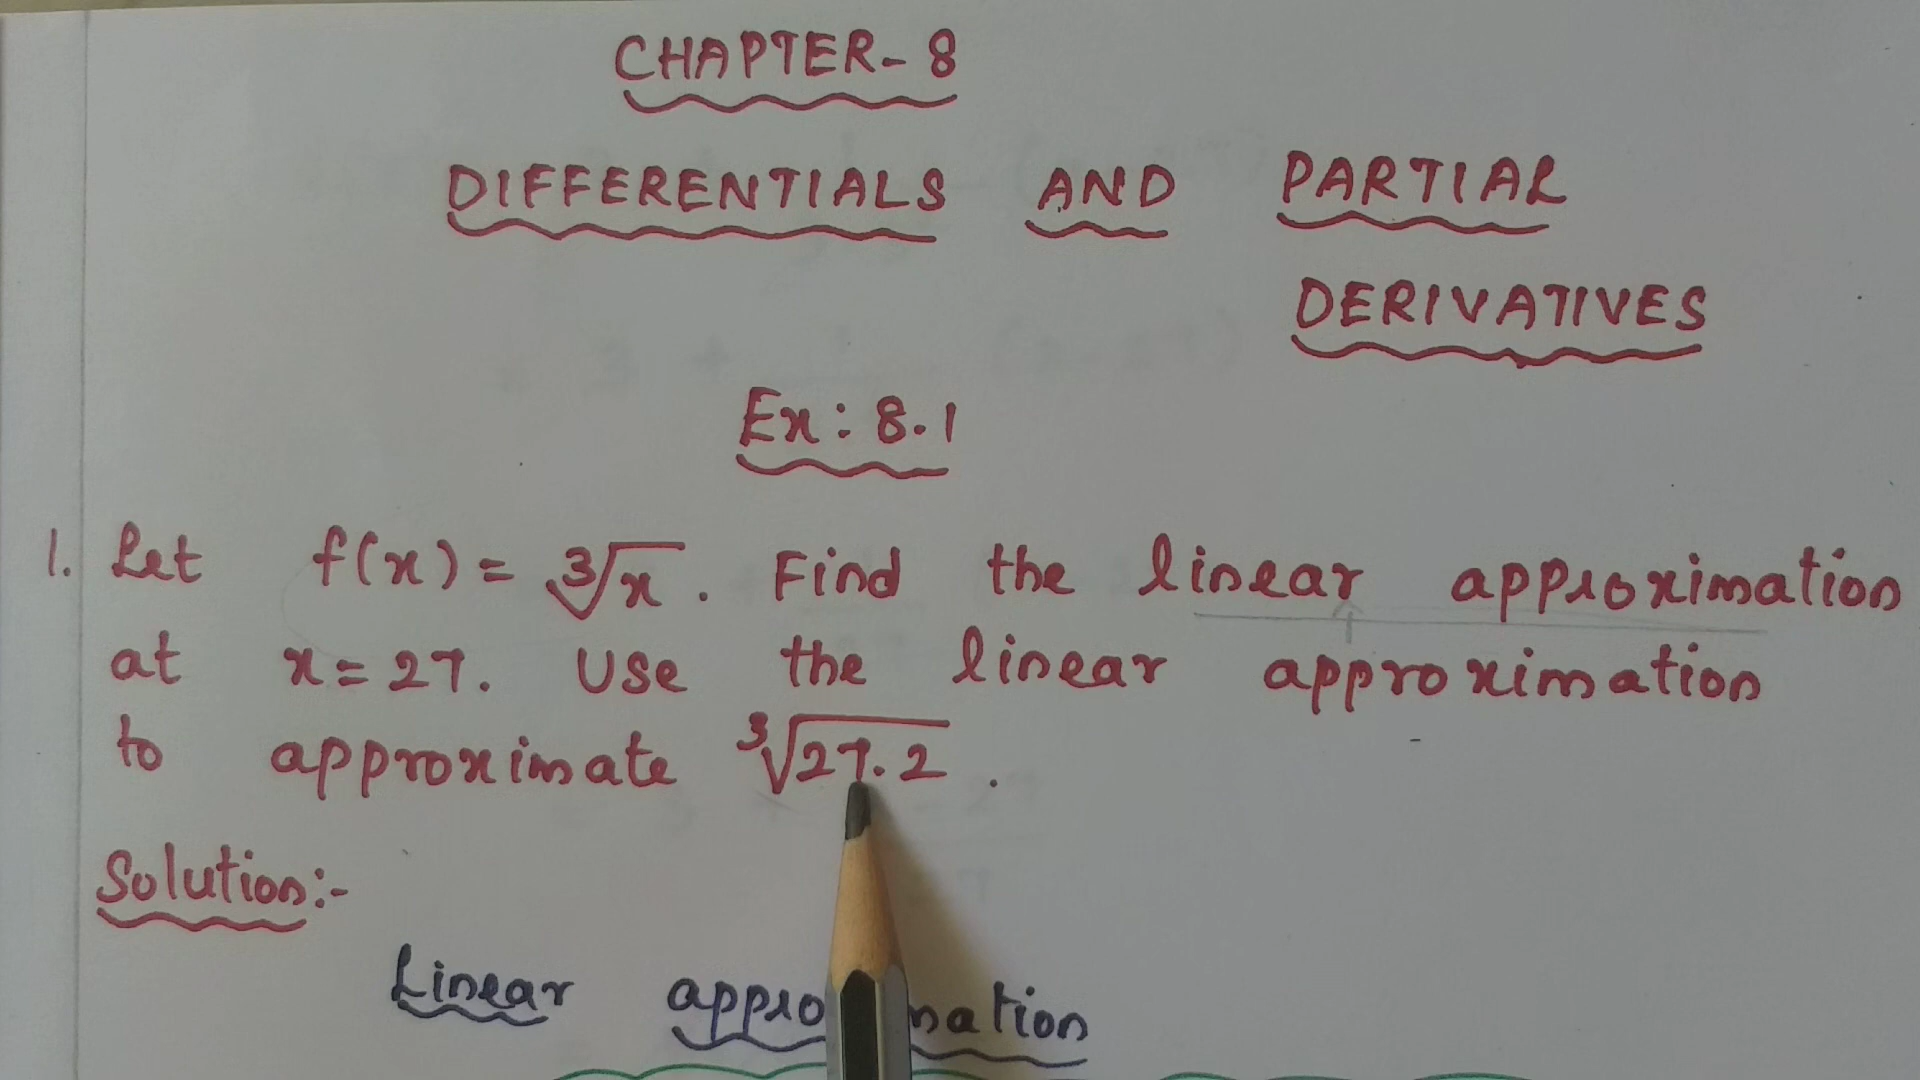 CHAPTER-8
DIFFERENTIALS AND PARTIAL
DERIVATIVES
Ex: 8.1
1. Let f(x) = ∛x. Find the linear approximation
at x=27. Use the linear approximation
to approximate ∛27.2.
Solution:-
Linear